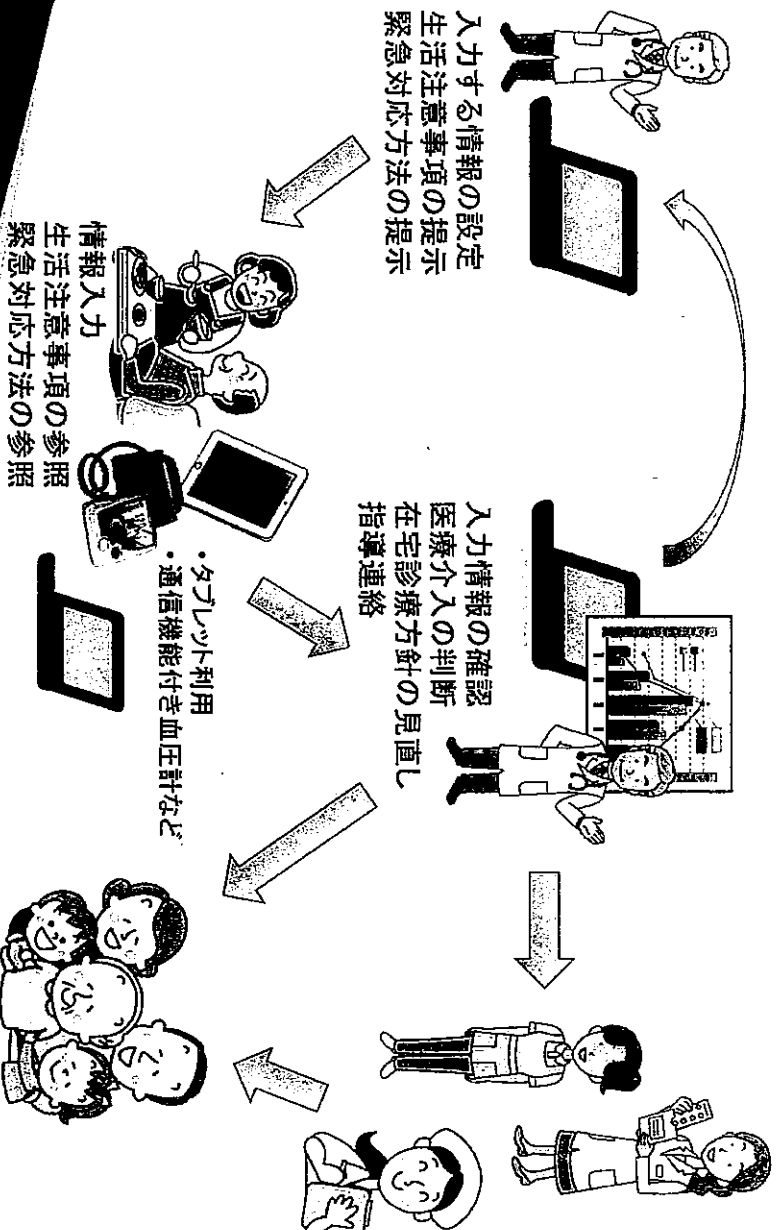 入力する情報の設定
生活注意事項の提示
緊急対応方法の提示
情報入力
生活注意事項の参照
緊急対応方法の参照
・タブレット利用
・通信機能付き血圧計など
入力情報の確認
医療介入の判断
在宅診療方針の見直し
指導連絡